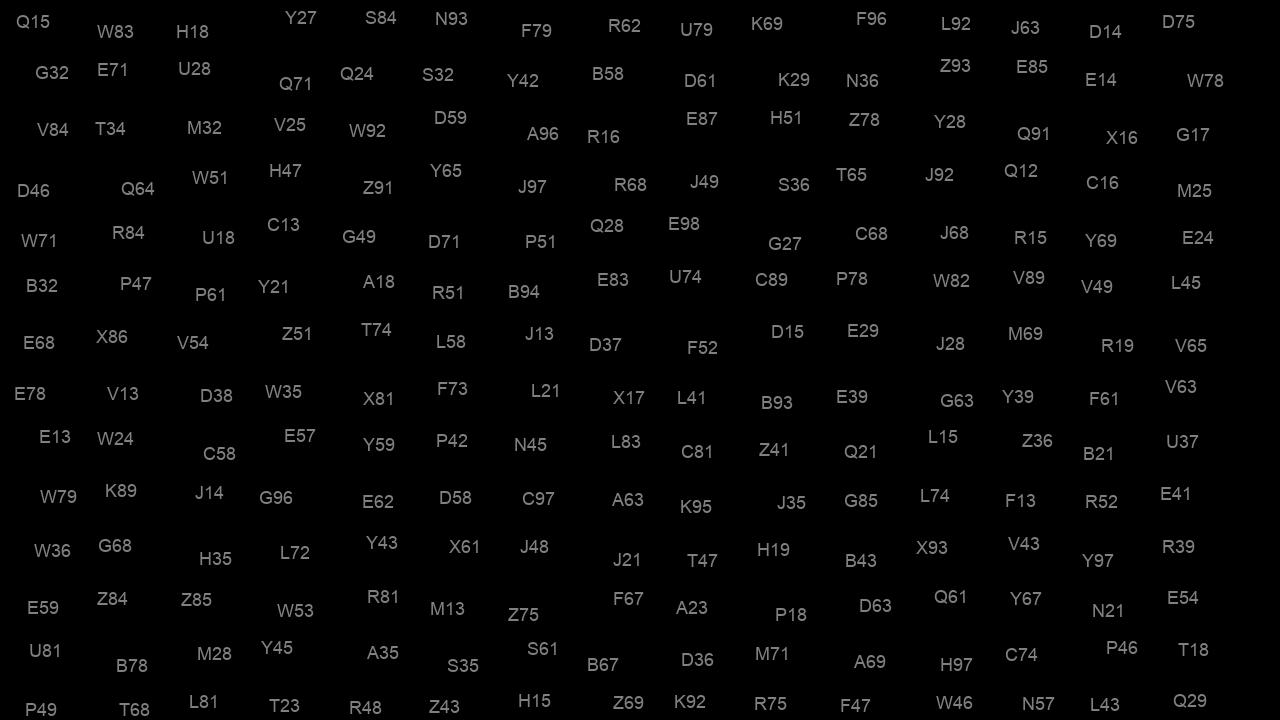 Q15 W83 H18 Y27 S84 N93 F79 R62 U79 K69 F96 L92 J63 D14 D75
G32 E71 U28 Q71 Q24 S32 Y42 B58 D61 K29 N36 Z93 E85 E14 W78
V84 T34 M32 V25 W92 D59 A96 R16 E87 H51 Z78 Y28 Q91 X16 G17
D46 Q64 W51 H47 Z91 Y65 J97 R68 J49 S36 T65 J92 Q12 C16 M25
W71 R84 U18 C13 G49 D71 P51 Q28 E98 G27 C68 J68 R15 Y69 E24
B32 P47 P61 Y21 A18 R51 B94 E83 U74 C89 P78 W82 V89 V49 L45
E68 X86 V54 Z51 T74 L58 J13 D37 F52 D15 E29 J28 M69 R19 V65
E78 V13 D38 W35 X81 F73 L21 X17 L41 B93 E39 G63 Y39 F61 V63
E13 W24 C58 E57 Y59 P42 N45 L83 C81 Z41 Q21 L15 Z36 B21 U37
W79 K89 J14 G96 E62 D58 C97 A63 K95 J35 G85 L74 F13 R52 E41
W36 G68 H35 L72 Y43 X61 J48 J21 T47 H19 B43 X93 V43 Y97 R39
E59 Z84 Z85 W53 R81 M13 Z75 F67 A23 P18 D63 Q61 Y67 N21 E54
U81 B78 M28 Y45 A35 S35 S61 B67 D36 M71 A69 H97 C74 P46 T18
P49 T68 L81 T23 R48 Z43 H15 Z69 K92 R75 F47 W46 N57 L43 Q29